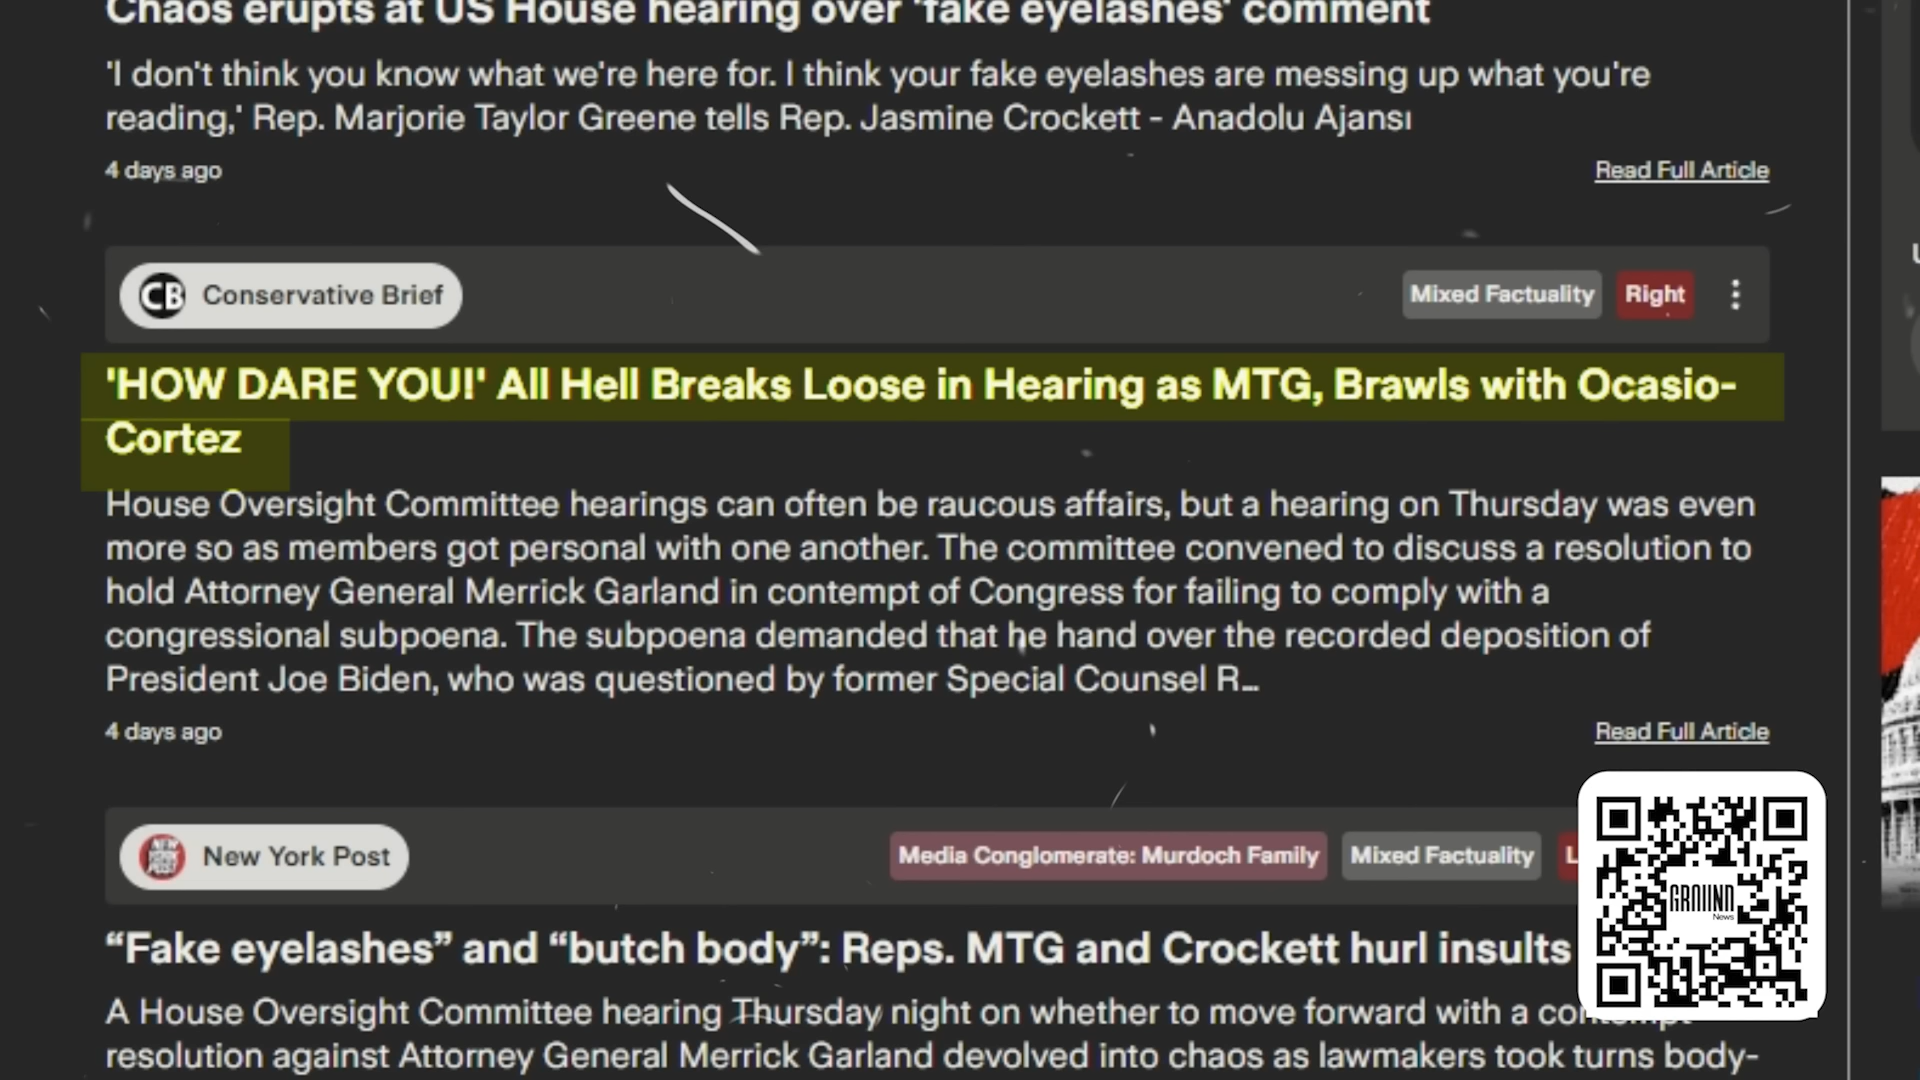 Chaos erupts at US House hearing over 'fake eyelashes' comment
'I don't think you know what we're here for. I think your fake eyelashes are messing up what you're
reading,' Rep. Marjorie Taylor Greene tells Rep. Jasmine Crockett - Anadolu Ajansı
4 days ago
Read Full Article
CB Conservative Brief
Mixed Factuality
Right
'HOW DARE YOU!' All Hell Breaks Loose in Hearing as MTG, Brawls with Ocasio-
Cortez
House Oversight Committee hearings can often be raucous affairs, but a hearing on Thursday was even
more so as members got personal with one another. The committee convened to discuss a resolution to
hold Attorney General Merrick Garland in contempt of Congress for failing to comply with a
congressional subpoena. The subpoena demanded that he hand over the recorded deposition of
President Joe Biden, who was questioned by former Special Counsel R...
4 days ago
Read Full Article
NEW YORK POST New York Post
Media Conglomerate: Murdoch Family
Mixed Factuality
L
GROUND
News
“Fake eyelashes” and “butch body”: Reps. MTG and Crockett hurl insults
A House Oversight Committee hearing Thursday night on whether to move forward with a contempt
resolution against Attorney General Merrick Garland devolved into chaos as lawmakers took turns body-